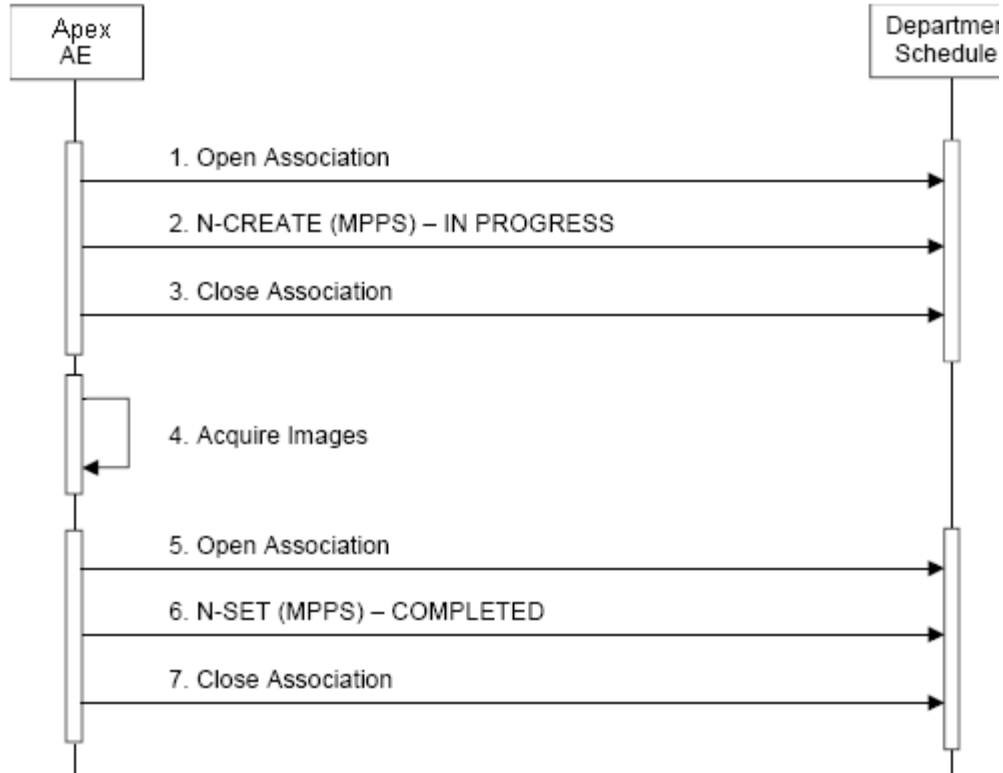 Apex
AE
Departmen
Schedule
1. Open Association
2. N-CREATE (MPPS) – IN PROGRESS
3. Close Association
4. Acquire Images
5. Open Association
6. N-SET (MPPS) – COMPLETED
7. Close Association